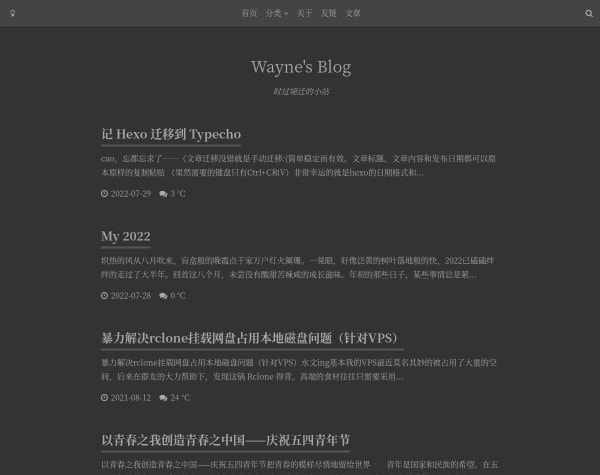 首页 分类 关于 友链 文章
Wayne's Blog
时过境迁的小站
记 Hexo 迁移到 Typecho
cao，忘都忘求了……（文章迁移没错就是手动迁移:(简单稳定而有效。文章标题、文章内容和发布日期都可以原
本原样的复制粘贴 （果然需要的键盘只有Ctrl+C和V）非常幸运的就是hexo的日期格式和...
2022-07-29 3 °C
My 2022
炽热的风从八月吹来，盲盒般的晚霞点千家万户灯火阑珊。一晃眼，好像泛黄的树叶落地般的快，2022已磕磕绊
绊的走过了大半年。回首这八个月，未尝没有酸甜苦辣咸的成长滋味。年初的那些日子，某些事情总是萦...
2022-07-28 0 °C
暴力解决rclone挂载网盘占用本地磁盘问题（针对VPS）
暴力解决rclone挂载网盘占用本地磁盘问题（针对VPS）水文ing基本我的VPS最近莫名其妙的被占用了大量的空
间，后来在群友的大力帮助下，发现这锅 Rclone 得背。高端的食材往往只需要采用...
2021-08-12 24 °C
以青春之我创造青春之中国——庆祝五四青年节
以青春之我创造青春之中国——庆祝五四青年节把青春的模样尽情地留给世界 青年是国家和民族的希望，在五